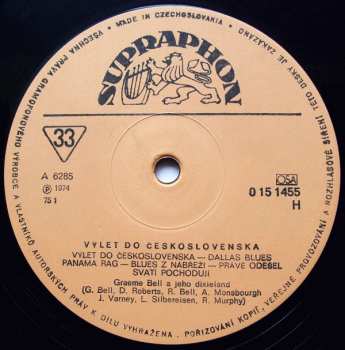 • MADE IN CZECHOSLOVAKIA •
VŠECHNA PRÁVA GRAMOFONOVÉHO VÝROBCE A VLASTNÍKŮ AUTORSKÝCH PRÁV K DÍLU VYHRAŽENA. POŘIZOVÁNÍ KOPIÍ, VEŘEJNÉ PROVOZOVÁNÍ A ROZHLASOVÉ ŠÍŘENÍ TÉTO DESKY JE ZAKÁZÁNO
SUPRAPHON
33
A 6285
Ⓟ 1974
75 1
OSA
0 15 1455
H
VÝLET DO ČESKOSLOVENSKA
VÝLET DO ČESKOSLOVENSKA — DALLAS BLUES
PANAMA RAG — BLUES Z NÁBŘEŽÍ — PRÁVĚ ODEŠEL
SVATÍ POCHODUJÍ
Graeme Bell a jeho dixieland
(G. Bell, D. Roberts, R. Bell, A. Monsbourgh
J. Varney, L. Silbereisen, R. Murphy)